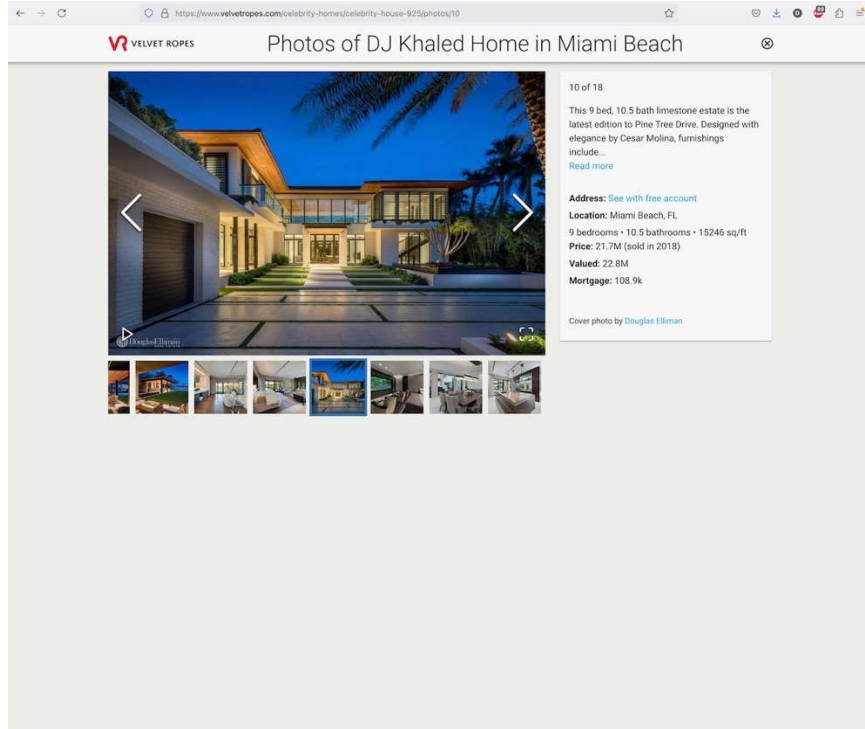 https://www.velvetropes.com/celebrity-homes/celebrity-house-925/photos/10
VELVET ROPES
Photos of DJ Khaled Home in Miami Beach
10 of 18
This 9 bed, 10.5 bath limestone estate is the
latest edition to Pine Tree Drive. Designed with
elegance by Cesar Molina, furnishings
include...
Read more
Address: See with free account
Location: Miami Beach, FL
9 bedrooms • 10.5 bathrooms • 15246 sq/ft
Price: 21.7M (sold in 2018)
Valued: 22.8M
Mortgage: 108.9k
Cover photo by Douglas Elliman
DouglasElliman